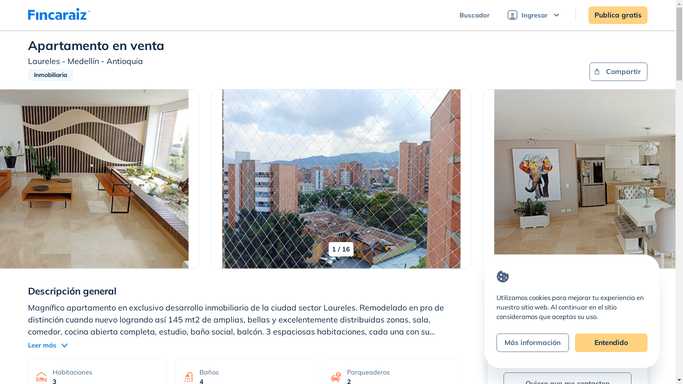 Fincaraiz
Buscador
Ingresar
Publica gratis
Apartamento en venta
Laureles - Medellín - Antioquia
Inmobiliaria
Compartir
1 / 16
Descripción general
Magnífico apartamento en exclusivo desarrollo inmobiliario de la ciudad sector Laureles. Remodelado en pro de
distinción cuando nuevo logrando así 145 mt2 de amplias, bellas y excelentemente distribuidas zonas, sala,
comedor, cocina abierta completa, estudio, baño social, balcón. 3 espaciosas habitaciones, cada una con su...
Leer más
Habitaciones
3
Baños
4
Parqueaderos
2
Utilizamos cookies para mejorar tu experiencia en
nuestro sitio web. Al continuar en el sitio
consideramos que aceptas su uso.
Más información
Entendido
Quiero que me contacten